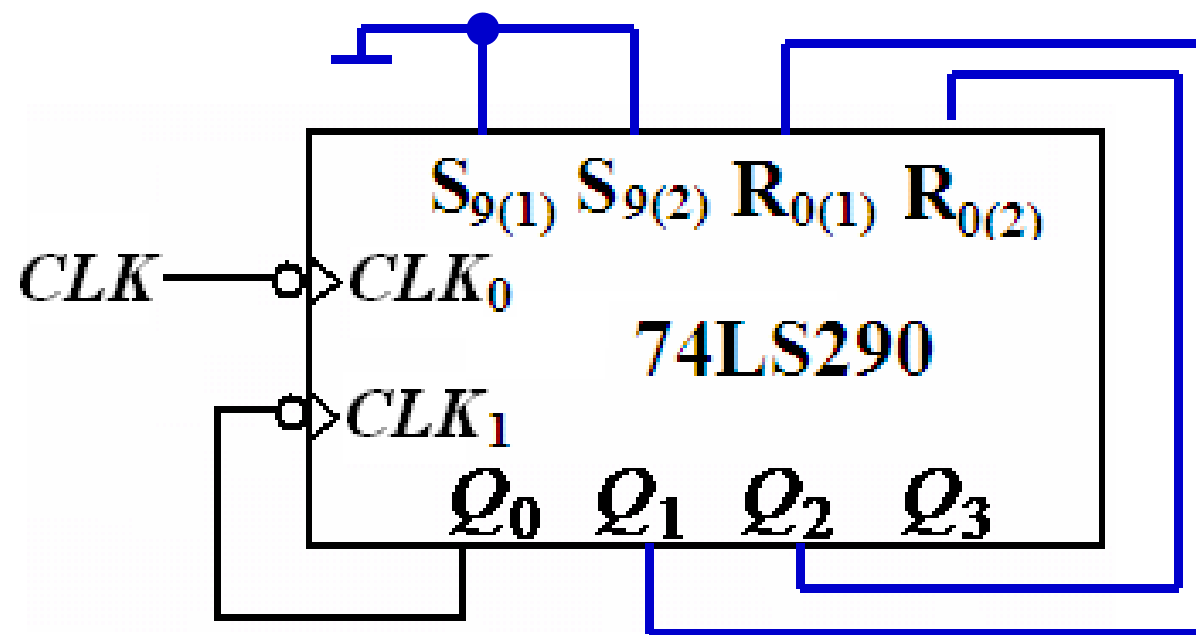 S9(1) S9(2) R0(1) R0(2)
CLK CLK0
74LS290
CLK1
Q0 Q1 Q2 Q3